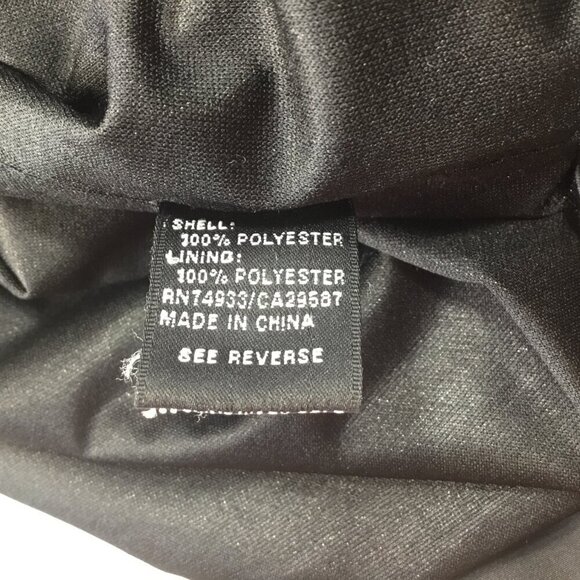 SHELL:
100% POLYESTER
LINING:
100% POLYESTER
RN74933/CA29587
MADE IN CHINA
SEE REVERSE